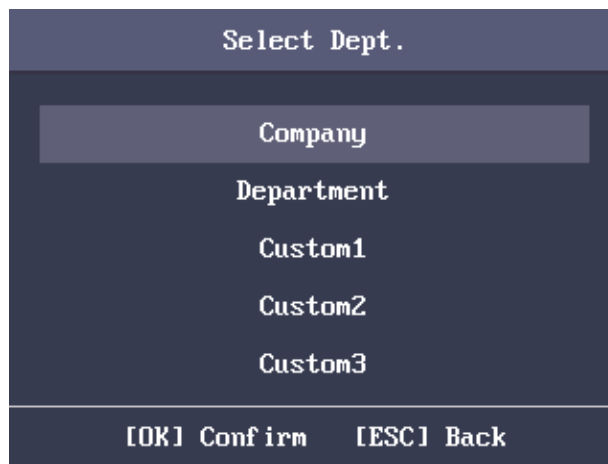 Select Dept.
Company
Department
Custom1
Custom2
Custom3
[OK] Confirm [ESC] Back